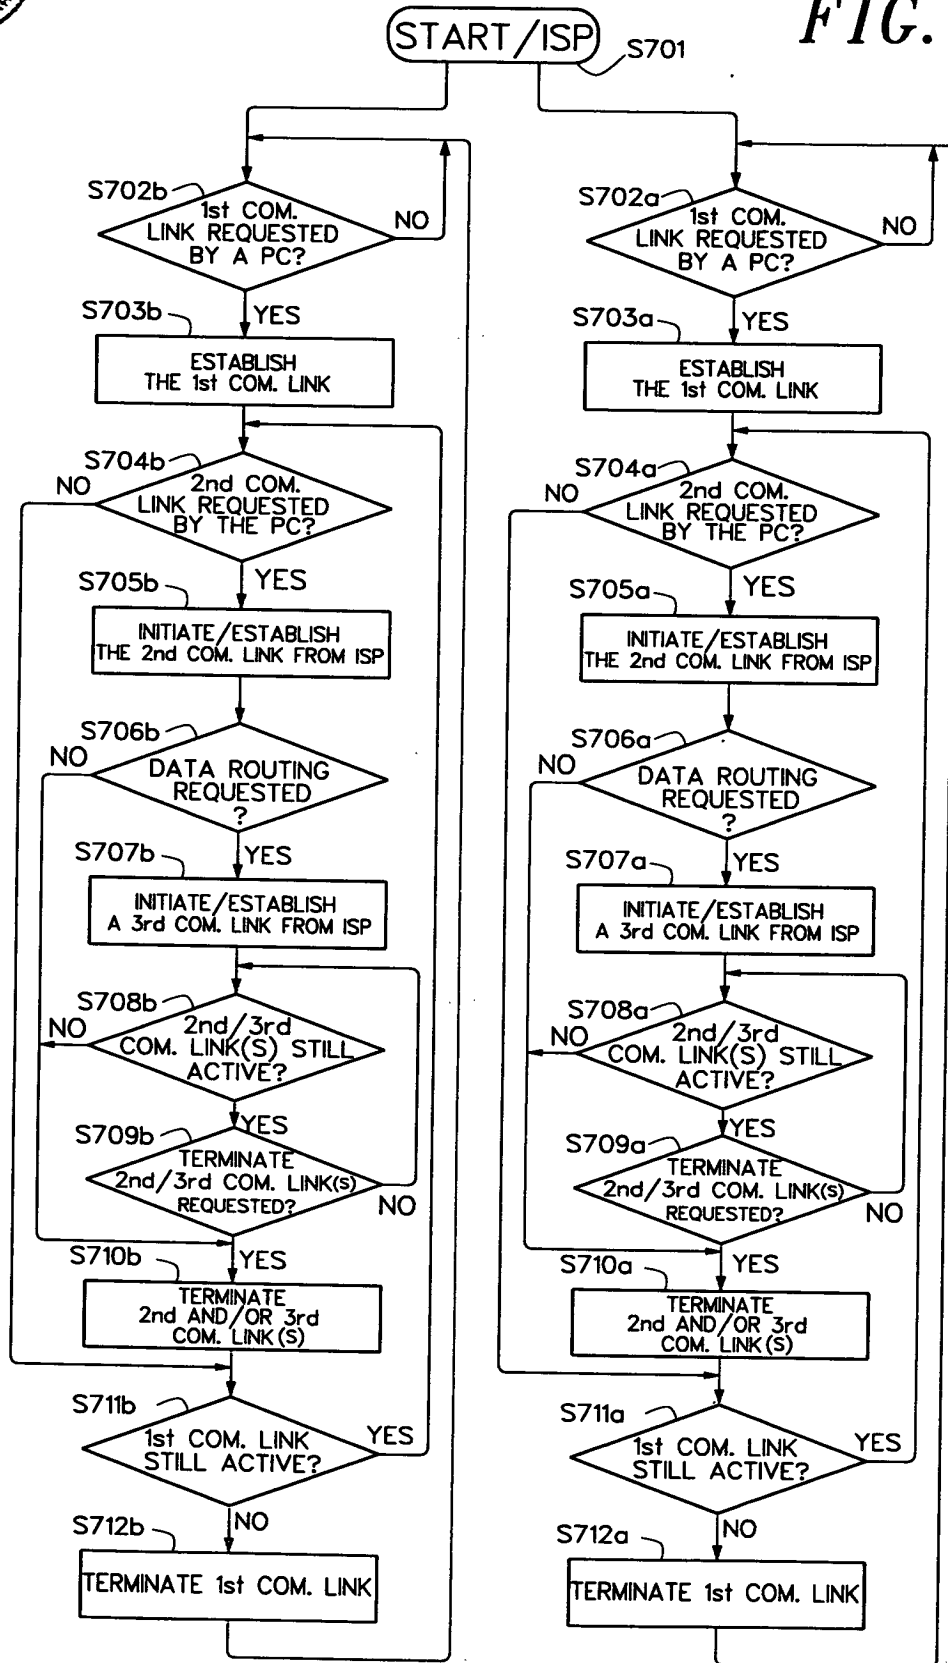 START/ISP
S701
FIG.
S702b
1st COM.
LINK REQUESTED
BY A PC?
NO
YES
S703b
ESTABLISH
THE 1st COM. LINK
S704b
NO
2nd COM.
LINK REQUESTED
BY THE PC?
YES
S705b
INITIATE/ESTABLISH
THE 2nd COM. LINK FROM ISP
S706b
NO
DATA ROUTING
REQUESTED
?
YES
S707b
INITIATE/ESTABLISH
A 3rd COM. LINK FROM ISP
S708b
NO
2nd/3rd
COM. LINK(S) STILL
ACTIVE?
YES
S709b
TERMINATE
2nd/3rd COM. LINK(S)
REQUESTED?
NO
YES
S710b
TERMINATE
2nd AND/OR 3rd
COM. LINK(S)
S711b
1st COM. LINK
STILL ACTIVE?
YES
NO
S712b
TERMINATE 1st COM. LINK
S702a
1st COM.
LINK REQUESTED
BY A PC?
NO
YES
S703a
ESTABLISH
THE 1st COM. LINK
S704a
NO
2nd COM.
LINK REQUESTED
BY THE PC?
YES
S705a
INITIATE/ESTABLISH
THE 2nd COM. LINK FROM ISP
S706a
NO
DATA ROUTING
REQUESTED
?
YES
S707a
INITIATE/ESTABLISH
A 3rd COM. LINK FROM ISP
S708a
NO
2nd/3rd
COM. LINK(S) STILL
ACTIVE?
YES
S709a
TERMINATE
2nd/3rd COM. LINK(S)
REQUESTED?
NO
YES
S710a
TERMINATE
2nd AND/OR 3rd
COM. LINK(S)
S711a
1st COM. LINK
STILL ACTIVE?
YES
NO
S712a
TERMINATE 1st COM. LINK